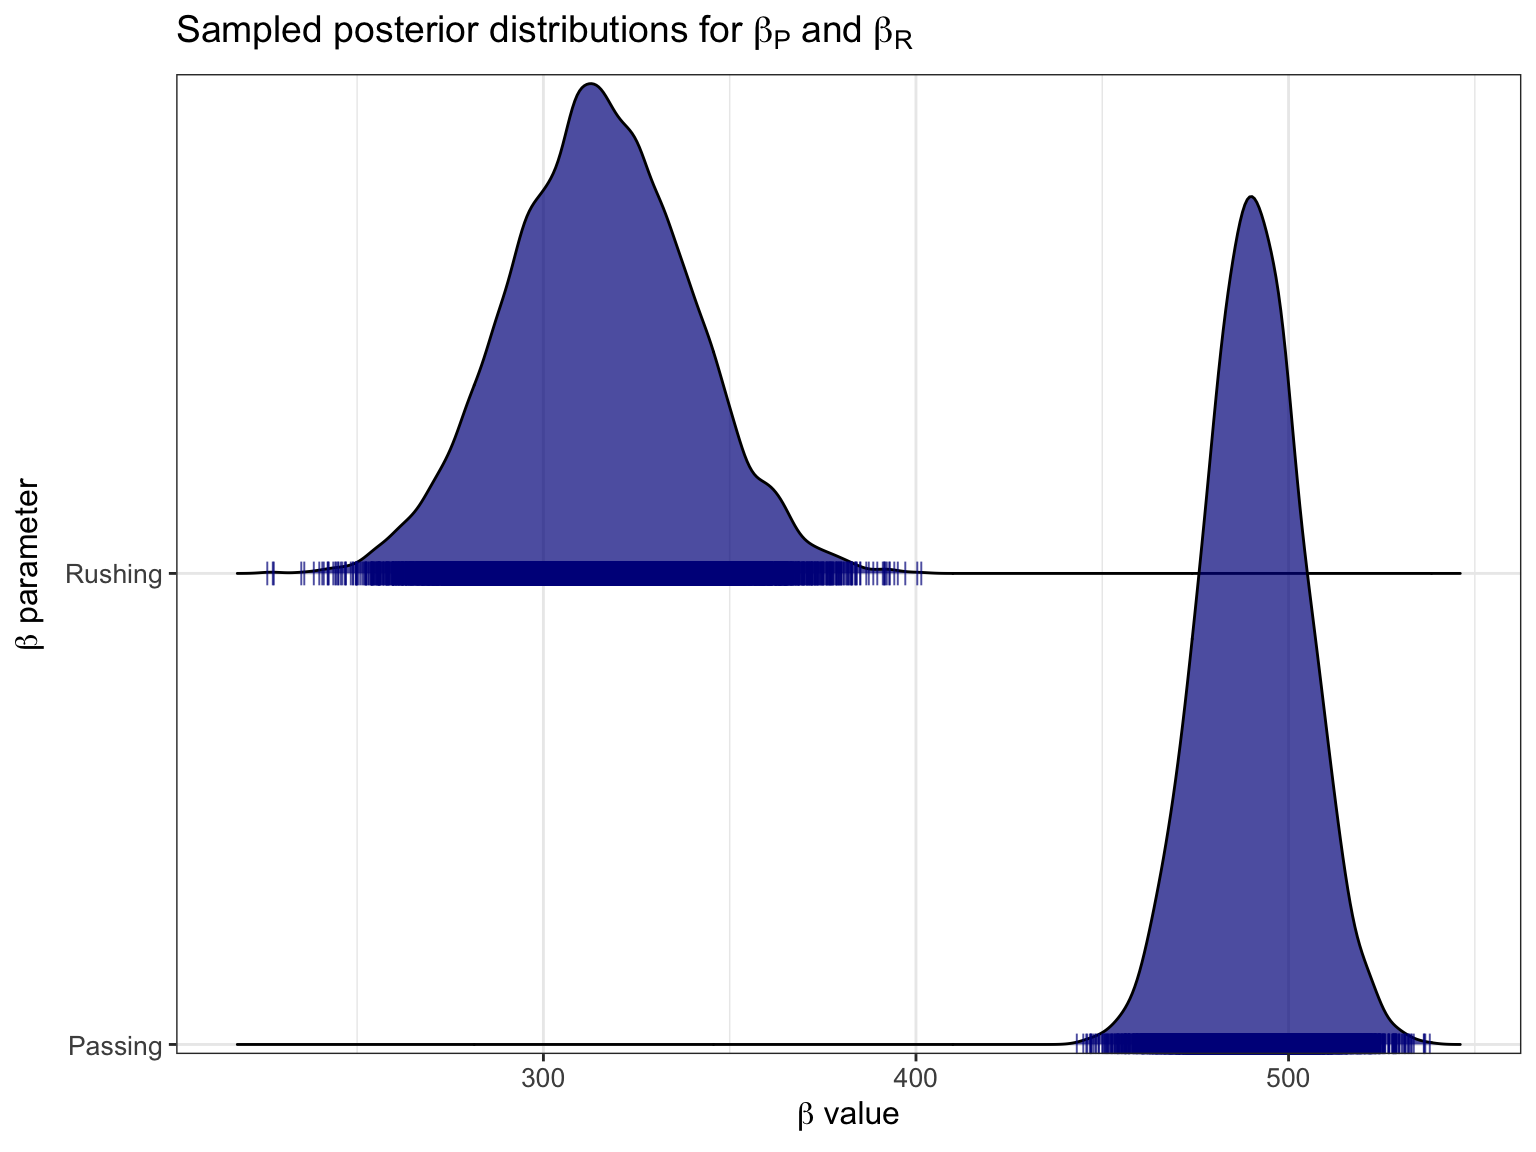 Sampled posterior distributions for βP and βR
β parameter
Rushing
Passing
300 400 500
β value